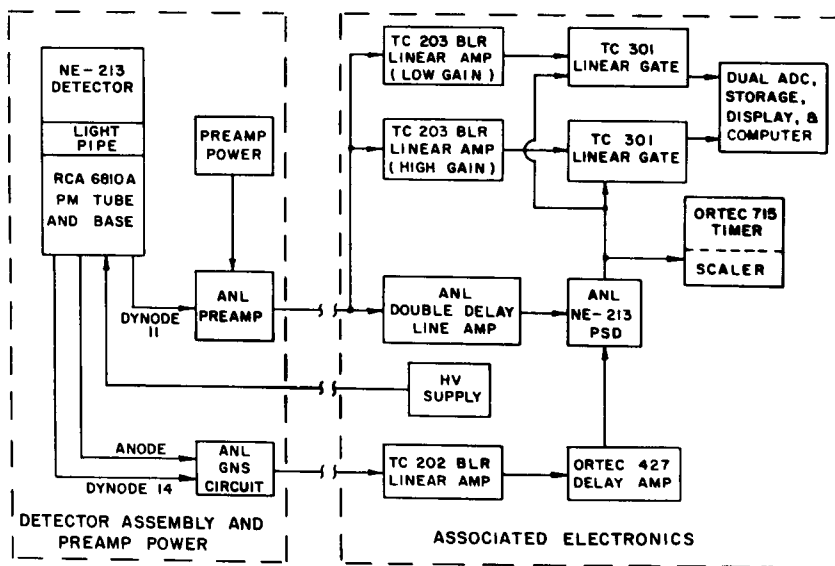 NE-213
DETECTOR
LIGHT
PIPE
RCA 6810A
PM TUBE
AND BASE
PREAMP
POWER
DYNODE
11
ANL
PREAMP
ANODE
DYNODE 14
ANL
GNS
CIRCUIT
DETECTOR ASSEMBLY AND
PREAMP POWER
TC 203 BLR
LINEAR AMP
(LOW GAIN)
TC 301
LINEAR GATE
DUAL ADC,
STORAGE,
DISPLAY, &
COMPUTER
TC 203 BLR
LINEAR AMP
(HIGH GAIN)
TC 301
LINEAR GATE
ORTEC 715
TIMER
SCALER
ANL
DOUBLE DELAY
LINE AMP
ANL
NE-213
PSD
HV
SUPPLY
TC 202 BLR
LINEAR AMP
ORTEC 427
DELAY AMP
ASSOCIATED ELECTRONICS